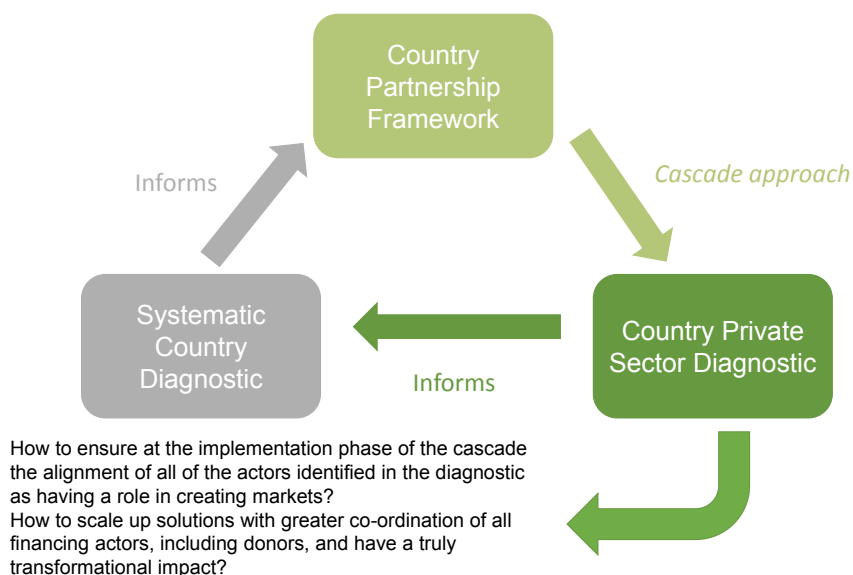 Country
Partnership
Framework
Informs
Cascade approach
Systematic
Country
Diagnostic
Country Private
Sector Diagnostic
Informs
How to ensure at the implementation phase of the cascade
the alignment of all of the actors identified in the diagnostic
as having a role in creating markets?
How to scale up solutions with greater co-ordination of all
financing actors, including donors, and have a truly
transformational impact?